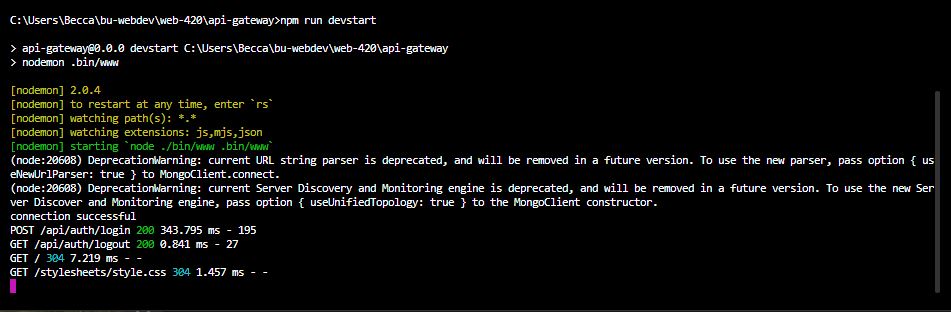 C:\Users\Becca\bu-webdev\web-420\api-gateway>npm run devstart
> api-gateway@0.0.0 devstart C:\Users\Becca\bu-webdev\web-420\api-gateway
> nodemon .bin/www
[nodemon] 2.0.4
[nodemon] to restart at any time, enter `rs`
[nodemon] watching path(s): *.*
[nodemon] watching extensions: js,mjs,json
[nodemon] starting `node ./bin/www .bin/www`
(node:20608) DeprecationWarning: current URL string parser is deprecated, and will be removed in a future version. To use the new parser, pass option { us
eNewUrlParser: true } to MongoClient.connect.
(node:20608) DeprecationWarning: current Server Discovery and Monitoring engine is deprecated, and will be removed in a future version. To use the new Ser
ver Discover and Monitoring engine, pass option { useUnifiedTopology: true } to the MongoClient constructor.
connection successful
POST /api/auth/login 200 343.795 ms - 195
GET /api/auth/logout 200 0.841 ms - 27
GET / 304 7.219 ms - -
GET /stylesheets/style.css 304 1.457 ms - -